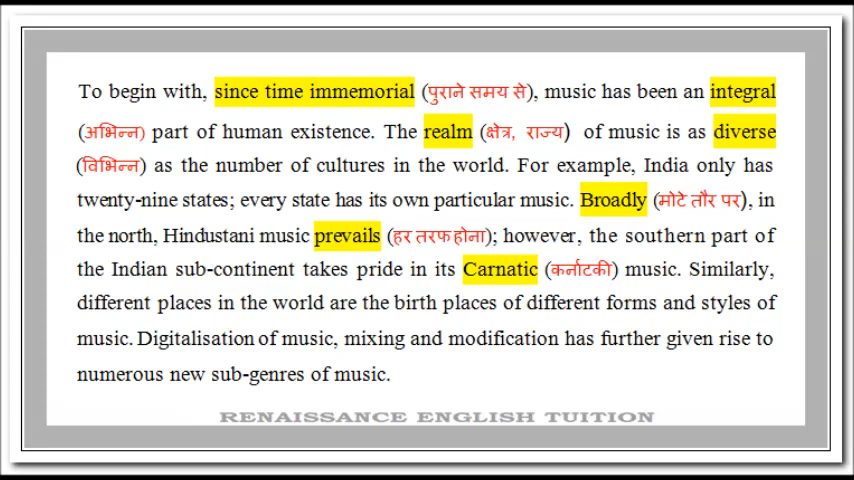 To begin with, since time immemorial (पुराने समय से), music has been an integral
(अभिन्न) part of human existence. The realm (क्षेत्र, राज्य) of music is as diverse
(विभिन्न) as the number of cultures in the world. For example, India only has
twenty-nine states; every state has its own particular music. Broadly (मोटे तौर पर), in
the north, Hindustani music prevails (हर तरफ होना); however, the southern part of
the Indian sub-continent takes pride in its Carnatic (कर्नाटकी) music. Similarly,
different places in the world are the birth places of different forms and styles of
music. Digitalisation of music, mixing and modification has further given rise to
numerous new sub-genres of music.
RENAISSANCE ENGLISH TUITION